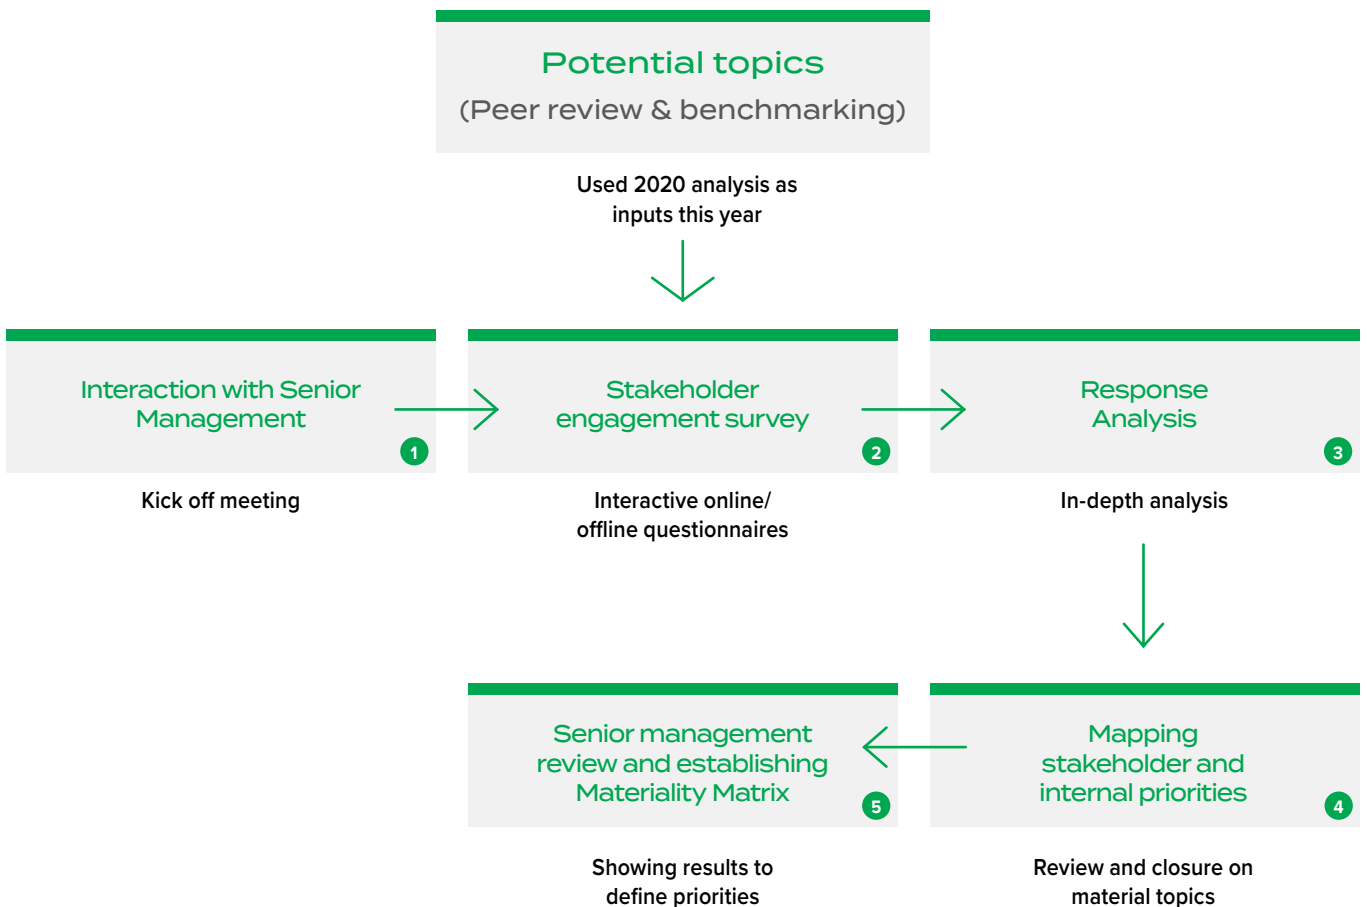 Potential topics
(Peer review & benchmarking)
Used 2020 analysis as
inputs this year
Interaction with Senior
Management
1
Kick off meeting
Stakeholder
engagement survey
2
Interactive online/
offline questionnaires
Response
Analysis
3
In-depth analysis
Mapping
stakeholder and
internal priorities
4
Review and closure on
material topics
Senior management
review and establishing
Materiality Matrix
5
Showing results to
define priorities